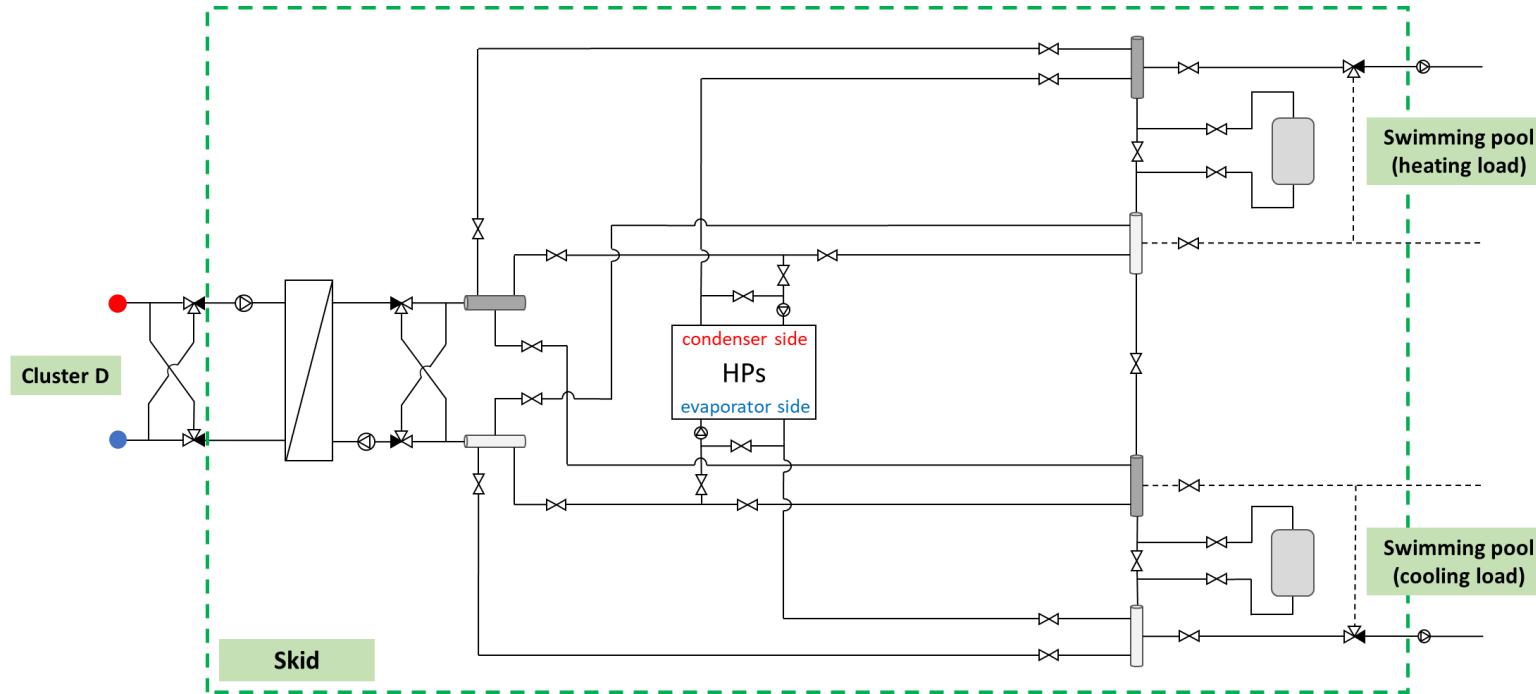 Swimming pool
(heating load)
condenser side
HPs
evaporator side
Cluster D
Swimming pool
(cooling load)
Skid